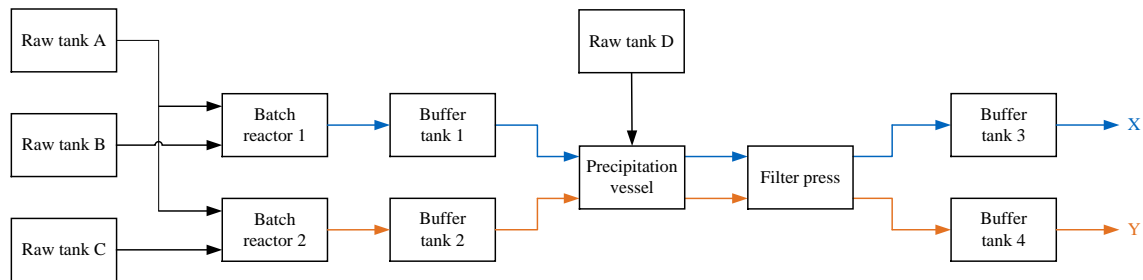 Raw tank A
Raw tank D
Batch
reactor 1
Buffer
tank 1
Buffer
tank 3
X
Raw tank B
Precipitation
vessel
Filter press
Raw tank C
Batch
reactor 2
Buffer
tank 2
Buffer
tank 4
Y